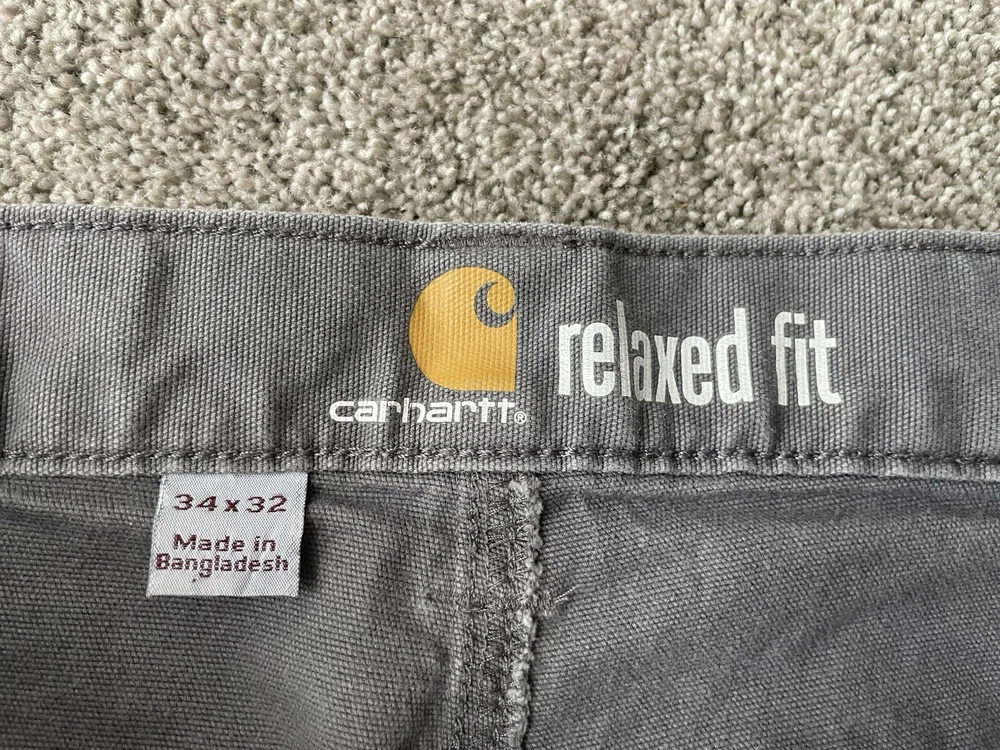 carhartt®
relaxed fit
34 x 32
Made in
Bangladesh